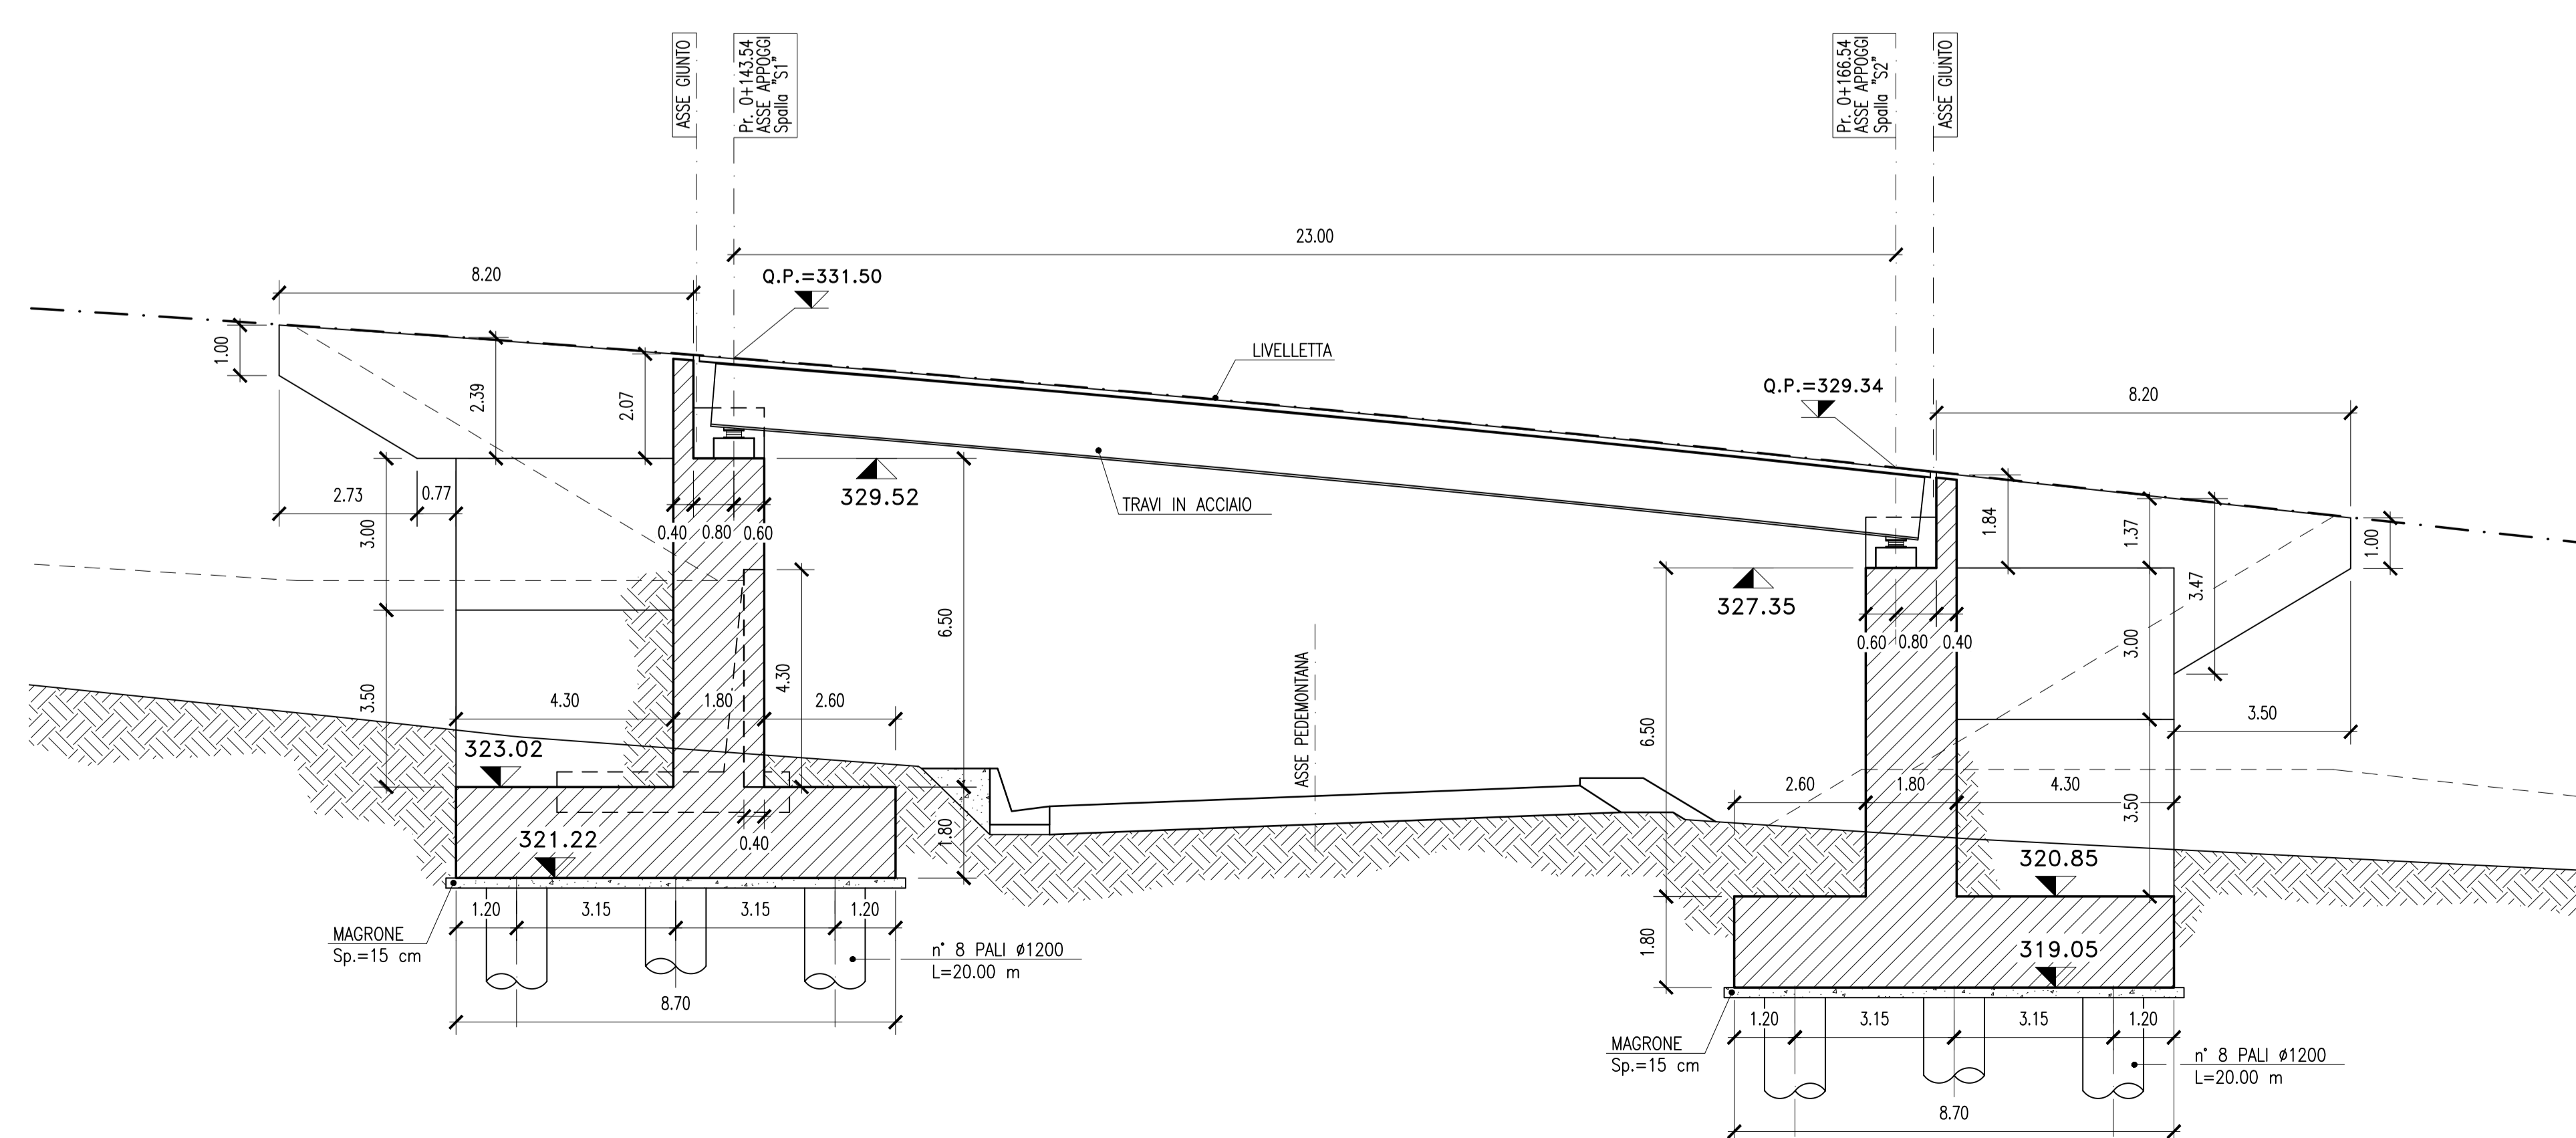 ASSE GIUNTO
Pr. 0+143.54
ASSE APPOGGI
Spalla "S1"
Pr. 0+166.54
ASSE APPOGGI
Spalla "S2"
ASSE GIUNTO
23.00
8.20
Q.P.=331.50
1.00
2.39
2.07
LIVELLETTA
Q.P.=329.34
8.20
2.73
0.77
3.00
329.52
TRAVI IN ACCIAIO
0.40
0.80
0.60
1.84
1.37
1.00
3.47
327.35
6.50
4.30
0.60
0.80
0.40
3.00
3.50
4.30
1.80
2.60
ASSE PEDEMONTANA
6.50
3.50
323.02
2.60
1.80
4.30
3.50
321.22
0.40
1.80
320.85
MAGRONE
Sp.=15 cm
1.20
3.15
3.15
1.20
n° 8 PALI ø1200
L=20.00 m
1.80
319.05
8.70
MAGRONE
Sp.=15 cm
1.20
3.15
3.15
1.20
n° 8 PALI ø1200
L=20.00 m
8.70